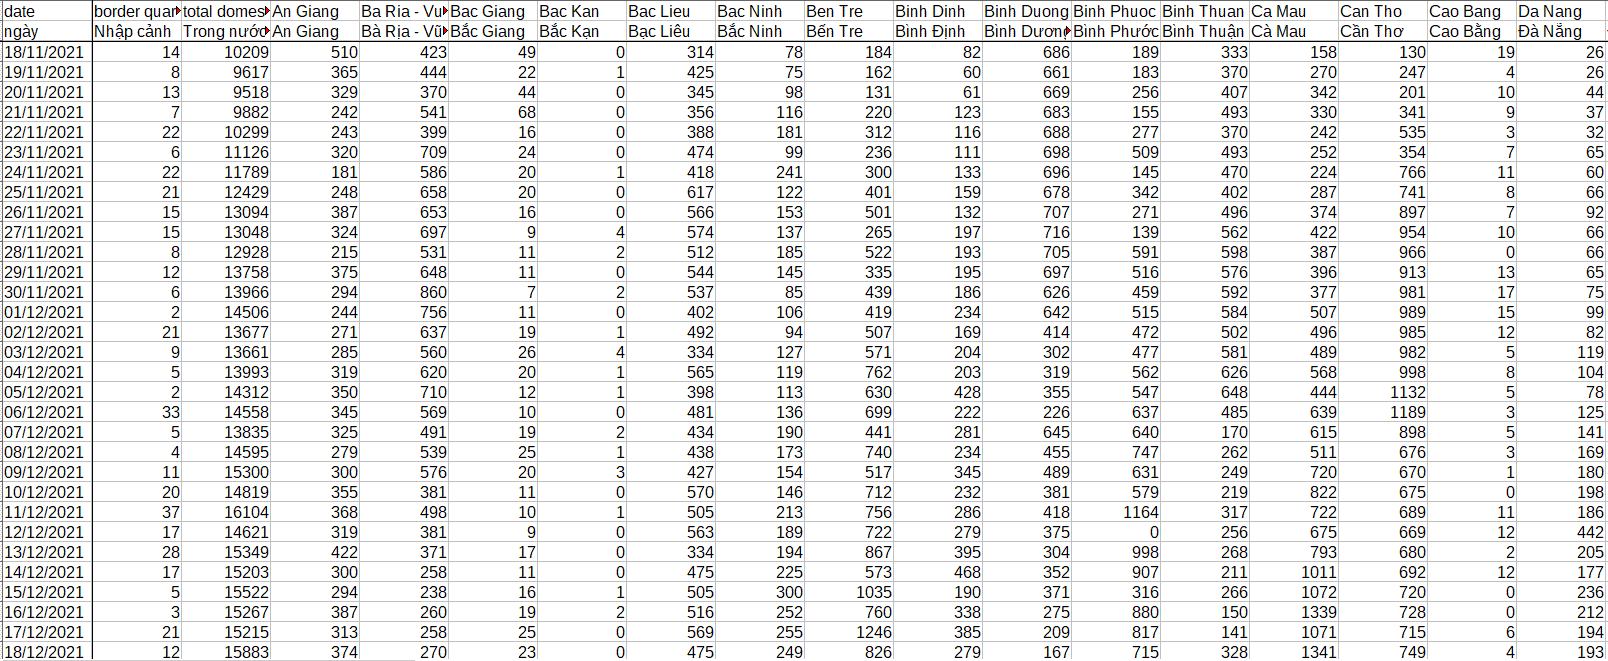 date border quar total domes An Giang Ba Ria - Vu Bac Giang Bac Kan Bac Lieu Bac Ninh Ben Tre Binh Dinh Binh Duong Binh Phuoc Binh Thuan Ca Mau Can Tho Cao Bang Da Nang
ngày Nhập cảnh Trong nước An Giang Bà Rịa - Vũ Bắc Giang Bắc Kạn Bạc Liêu Bắc Ninh Bến Tre Bình Định Bình Dương Bình Phước Bình Thuận Cà Mau Cần Thơ Cao Bằng Đà Nẵng
18/11/2021 14 10209 510 423 49 0 314 78 184 82 686 189 333 158 130 19 26
19/11/2021 8 9617 365 444 22 1 425 75 162 60 661 183 370 270 247 4 26
20/11/2021 13 9518 329 370 44 0 345 98 131 61 669 256 407 342 201 10 44
21/11/2021 7 9882 242 541 68 0 356 116 220 123 683 155 493 330 341 9 37
22/11/2021 22 10299 243 399 16 0 388 181 312 116 688 277 370 242 535 3 32
23/11/2021 6 11126 320 709 24 0 474 99 236 111 698 509 493 252 354 7 65
24/11/2021 22 11789 181 586 20 1 418 241 300 133 696 145 470 224 766 11 60
25/11/2021 21 12429 248 658 20 0 617 122 401 159 678 342 402 287 741 8 66
26/11/2021 15 13094 387 653 16 0 566 153 501 132 707 271 496 374 897 7 92
27/11/2021 15 13048 324 697 9 4 574 137 265 197 716 139 562 422 954 10 66
28/11/2021 8 12928 215 531 11 2 512 185 522 193 705 591 598 387 966 0 66
29/11/2021 12 13758 375 648 11 0 544 145 335 195 697 516 576 396 913 13 65
30/11/2021 6 13966 294 860 7 2 537 85 439 186 626 459 592 377 981 17 75
01/12/2021 2 14506 244 756 11 0 402 106 419 234 642 515 584 507 989 15 99
02/12/2021 21 13677 271 637 19 1 492 94 507 169 414 472 502 496 985 12 82
03/12/2021 9 13661 285 560 26 4 334 127 571 204 302 477 581 489 982 5 119
04/12/2021 5 13993 319 620 20 1 565 119 762 203 319 562 626 568 998 8 104
05/12/2021 2 14312 350 710 12 1 398 113 630 428 355 547 648 444 1132 5 78
06/12/2021 33 14558 345 569 10 0 481 136 699 222 226 637 485 639 1189 3 125
07/12/2021 5 13835 325 491 19 2 434 190 441 281 645 640 170 615 898 5 141
08/12/2021 4 14595 279 539 25 1 438 173 740 234 455 747 262 511 676 3 169
09/12/2021 11 15300 300 576 20 3 427 154 517 345 489 631 249 720 670 1 180
10/12/2021 20 14819 355 381 11 0 570 146 712 232 381 579 219 822 675 0 198
11/12/2021 37 16104 368 498 10 1 505 213 756 286 418 1164 317 722 689 11 186
12/12/2021 17 14621 319 381 9 0 563 189 722 279 375 0 256 675 669 12 442
13/12/2021 28 15349 422 371 17 0 334 194 867 395 304 998 268 793 680 2 205
14/12/2021 17 15203 300 258 11 0 475 225 573 468 352 907 211 1011 692 12 177
15/12/2021 5 15522 294 238 16 1 505 300 1035 190 371 316 266 1072 720 0 236
16/12/2021 3 15267 387 260 19 2 516 252 760 338 275 880 150 1339 728 0 212
17/12/2021 21 15215 313 258 25 0 569 255 1246 385 209 817 141 1071 715 6 194
18/12/2021 12 15883 374 270 23 0 475 249 826 279 167 715 328 1341 749 4 193